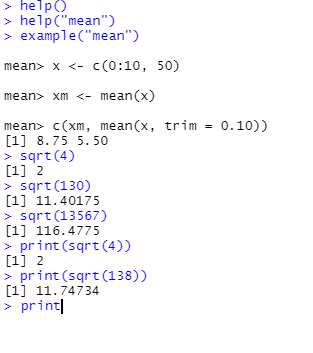 > help()
> help("mean")
> example("mean")
mean> x <- c(0:10, 50)
mean> xm <- mean(x)
mean> c(xm, mean(x, trim = 0.10))
[1] 8.75 5.50
> sqrt(4)
[1] 2
> sqrt(130)
[1] 11.40175
> sqrt(13567)
[1] 116.4775
> print(sqrt(4))
[1] 2
> print(sqrt(138))
[1] 11.74734
> print